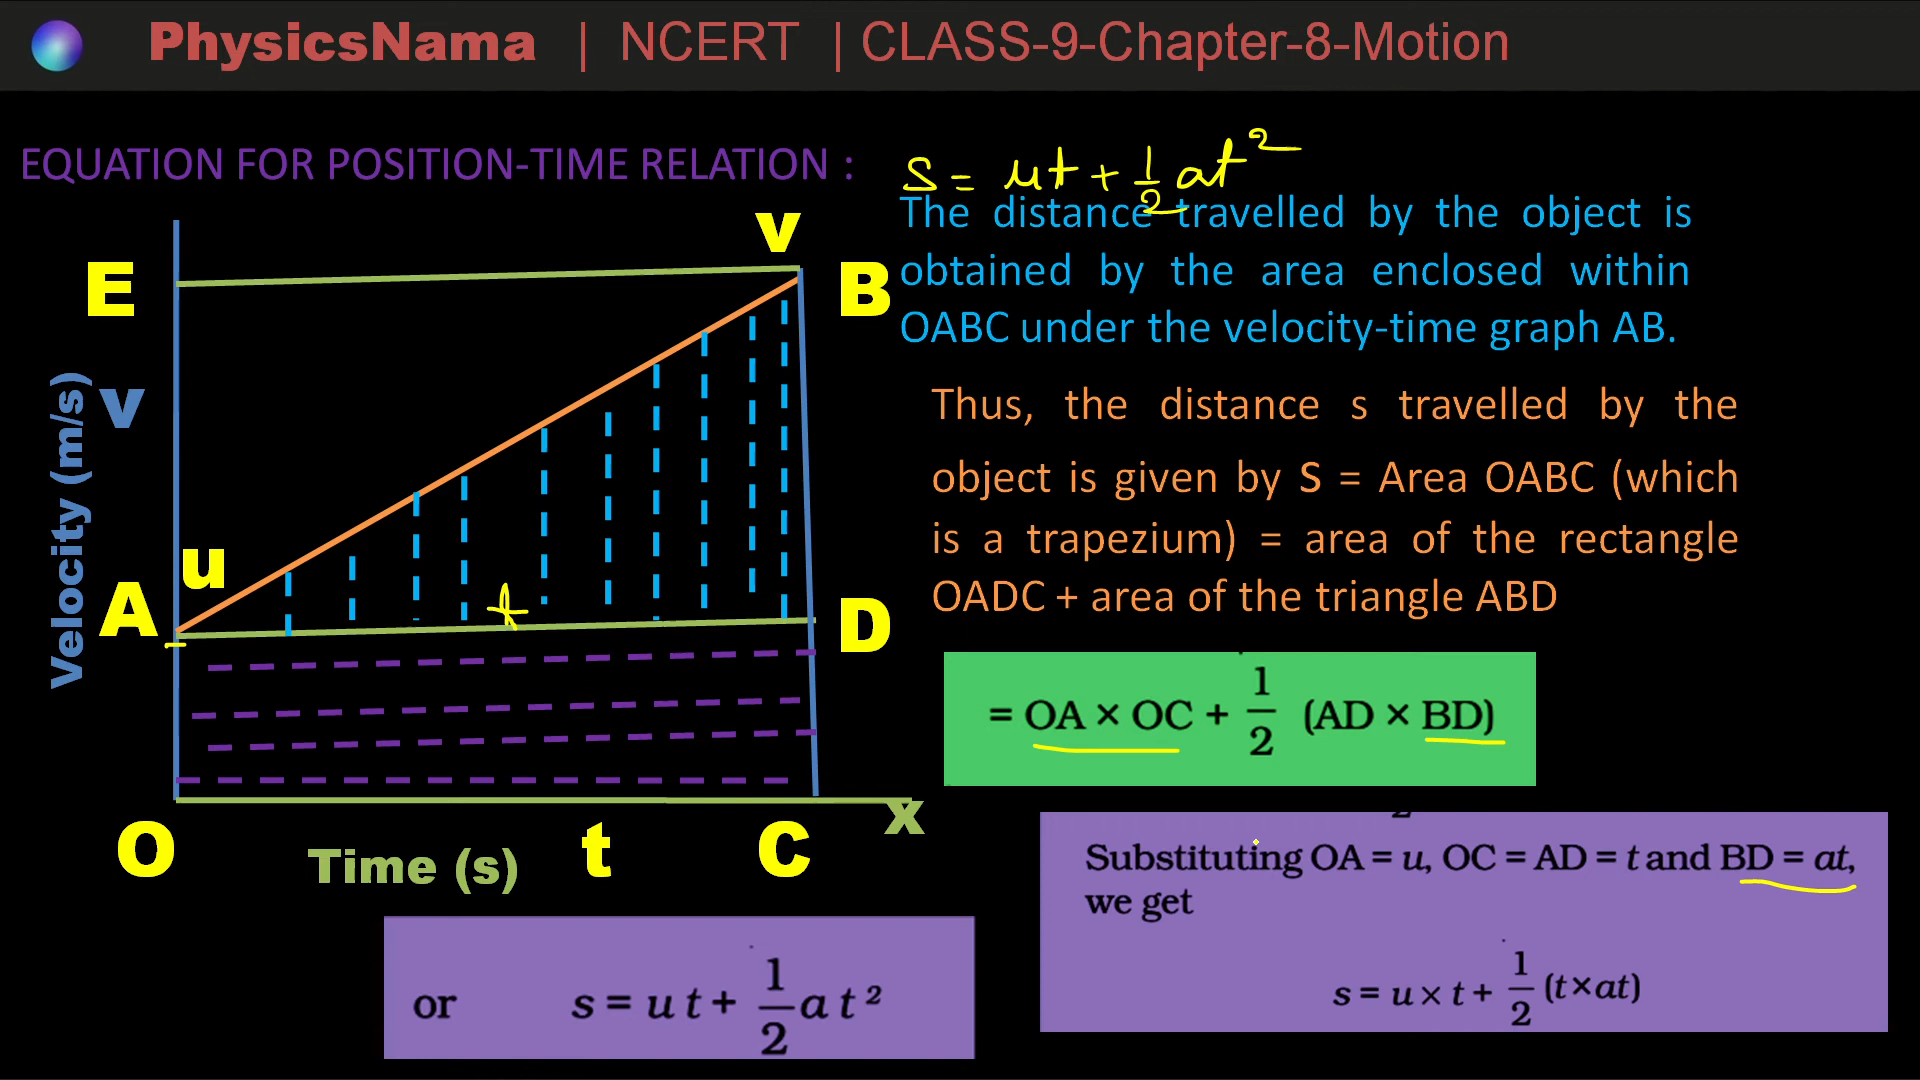 PhysicsNama | NCERT | CLASS-9-Chapter-8-Motion
EQUATION FOR POSITION-TIME RELATION :
s = ut + 1/2 at²
The distance travelled by the object is
obtained by the area enclosed within
OABC under the velocity-time graph AB.
Thus, the distance s travelled by the
object is given by S = Area OABC (which
is a trapezium) = area of the rectangle
OADC + area of the triangle ABD
= OA × OC + 1/2 (AD × BD)
Substituting OA = u, OC = AD = t and BD = at,
we get
s = u × t + 1/2 (t×at)
or s = u t + 1/2 a t²
v
E
B
v
Velocity (m/s)
u
A
t
D
O
Time (s)
t
C
x